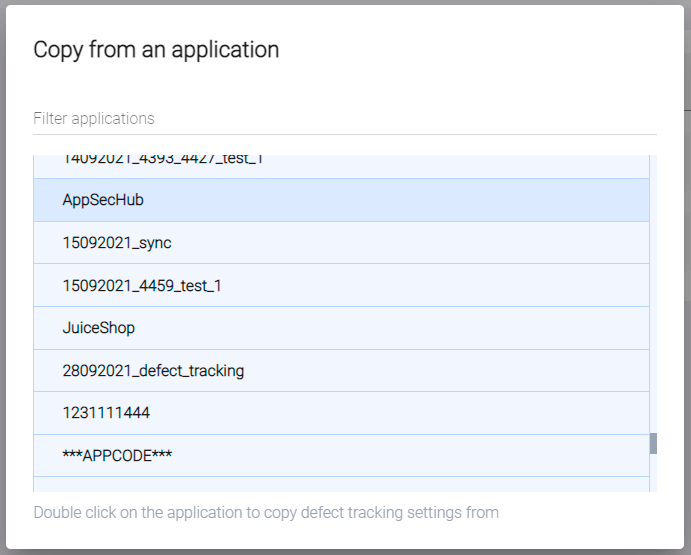 Copy from an application
Filter applications
14092021_4393_4427_test_1
AppSecHub
15092021_sync
15092021_4459_test_1
JuiceShop
28092021_defect_tracking
1231111444
***APPCODE***
Double click on the application to copy defect tracking settings from